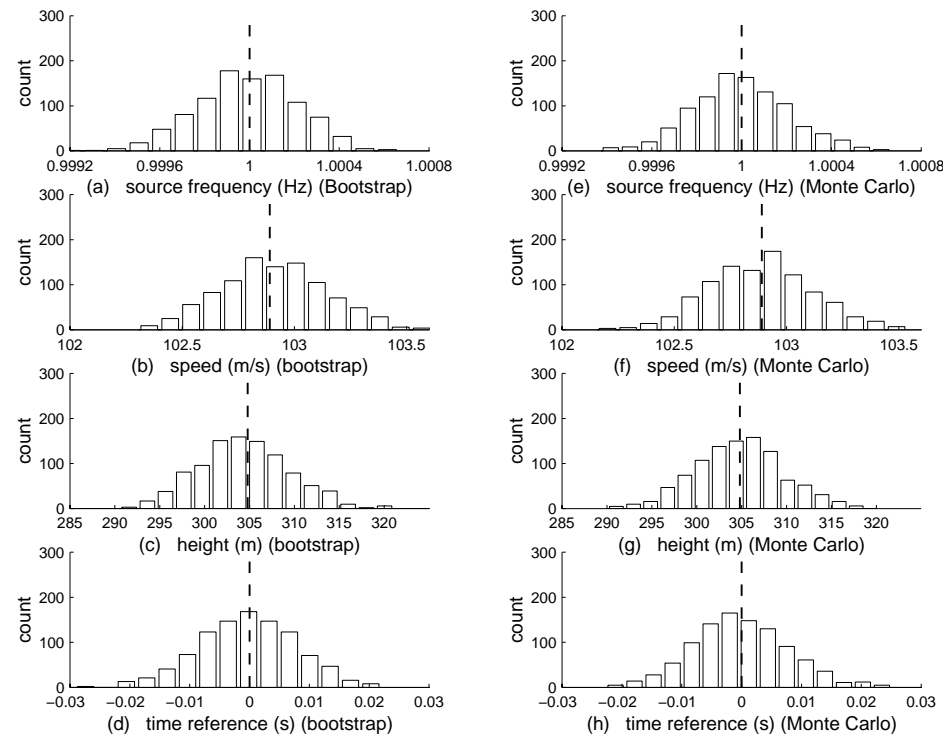 300
200
100
0
count
0.9992 0.9996 1 1.0004 1.0008
(a) source frequency (Hz) (Bootstrap)
300
200
100
0
count
0.9992 0.9996 1 1.0004 1.0008
(e) source frequency (Hz) (Monte Carlo)
300
200
100
0
count
102 102.5 103 103.5
(b) speed (m/s) (bootstrap)
300
200
100
0
count
102 102.5 103 103.5
(f) speed (m/s) (Monte Carlo)
300
200
100
0
count
285 290 295 300 305 310 315 320
(c) height (m) (bootstrap)
300
200
100
0
count
285 290 295 300 305 310 315 320
(g) height (m) (Monte Carlo)
300
200
100
0
count
−0.03 −0.02 −0.01 0 0.01 0.02 0.03
(d) time reference (s) (bootstrap)
300
200
100
0
count
−0.03 −0.02 −0.01 0 0.01 0.02 0.03
(h) time reference (s) (Monte Carlo)